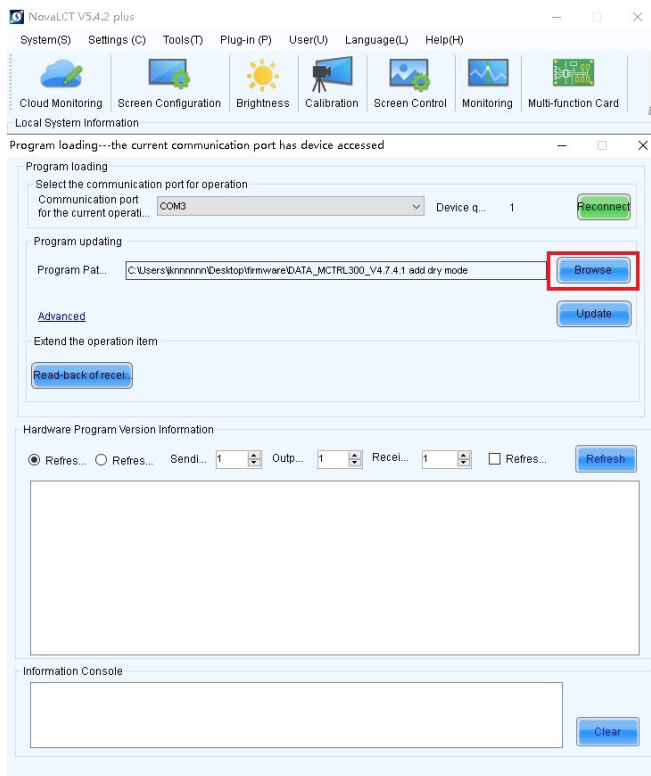 NovaLCT V5.4.2 plus
System(S) Settings (C) Tools(T) Plug-in (P) User(U) Language(L) Help(H)
Cloud Monitoring Screen Configuration Brightness Calibration Screen Control Monitoring Multi-function Card
Local System Information
Program loading---the current communication port has device accessed
Program loading
Select the communication port for operation
Communication port
for the current operati... COM3 Device q... 1 Reconnect
Program updating
Program Pat... C:\Users\jknnnnnn\Desktop\firmware\DATA_MCTRL300_V4.7.4.1 add dry mode Browse
Advanced Update
Extend the operation item
Read-back of recei...
Hardware Program Version Information
Refres... Refres... Sendi... 1 Outp... 1 Recei... 1 Refres... Refresh
Information Console
Clear